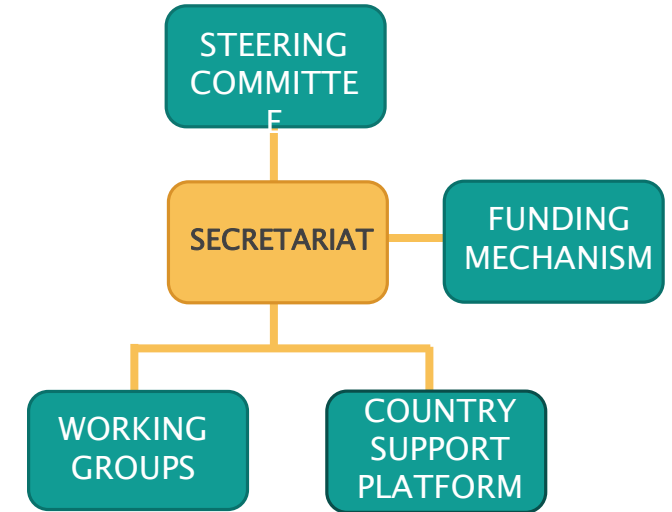 STEERING
COMMITTE
E
SECRETARIAT
FUNDING
MECHANISM
WORKING
GROUPS
COUNTRY
SUPPORT
PLATFORM